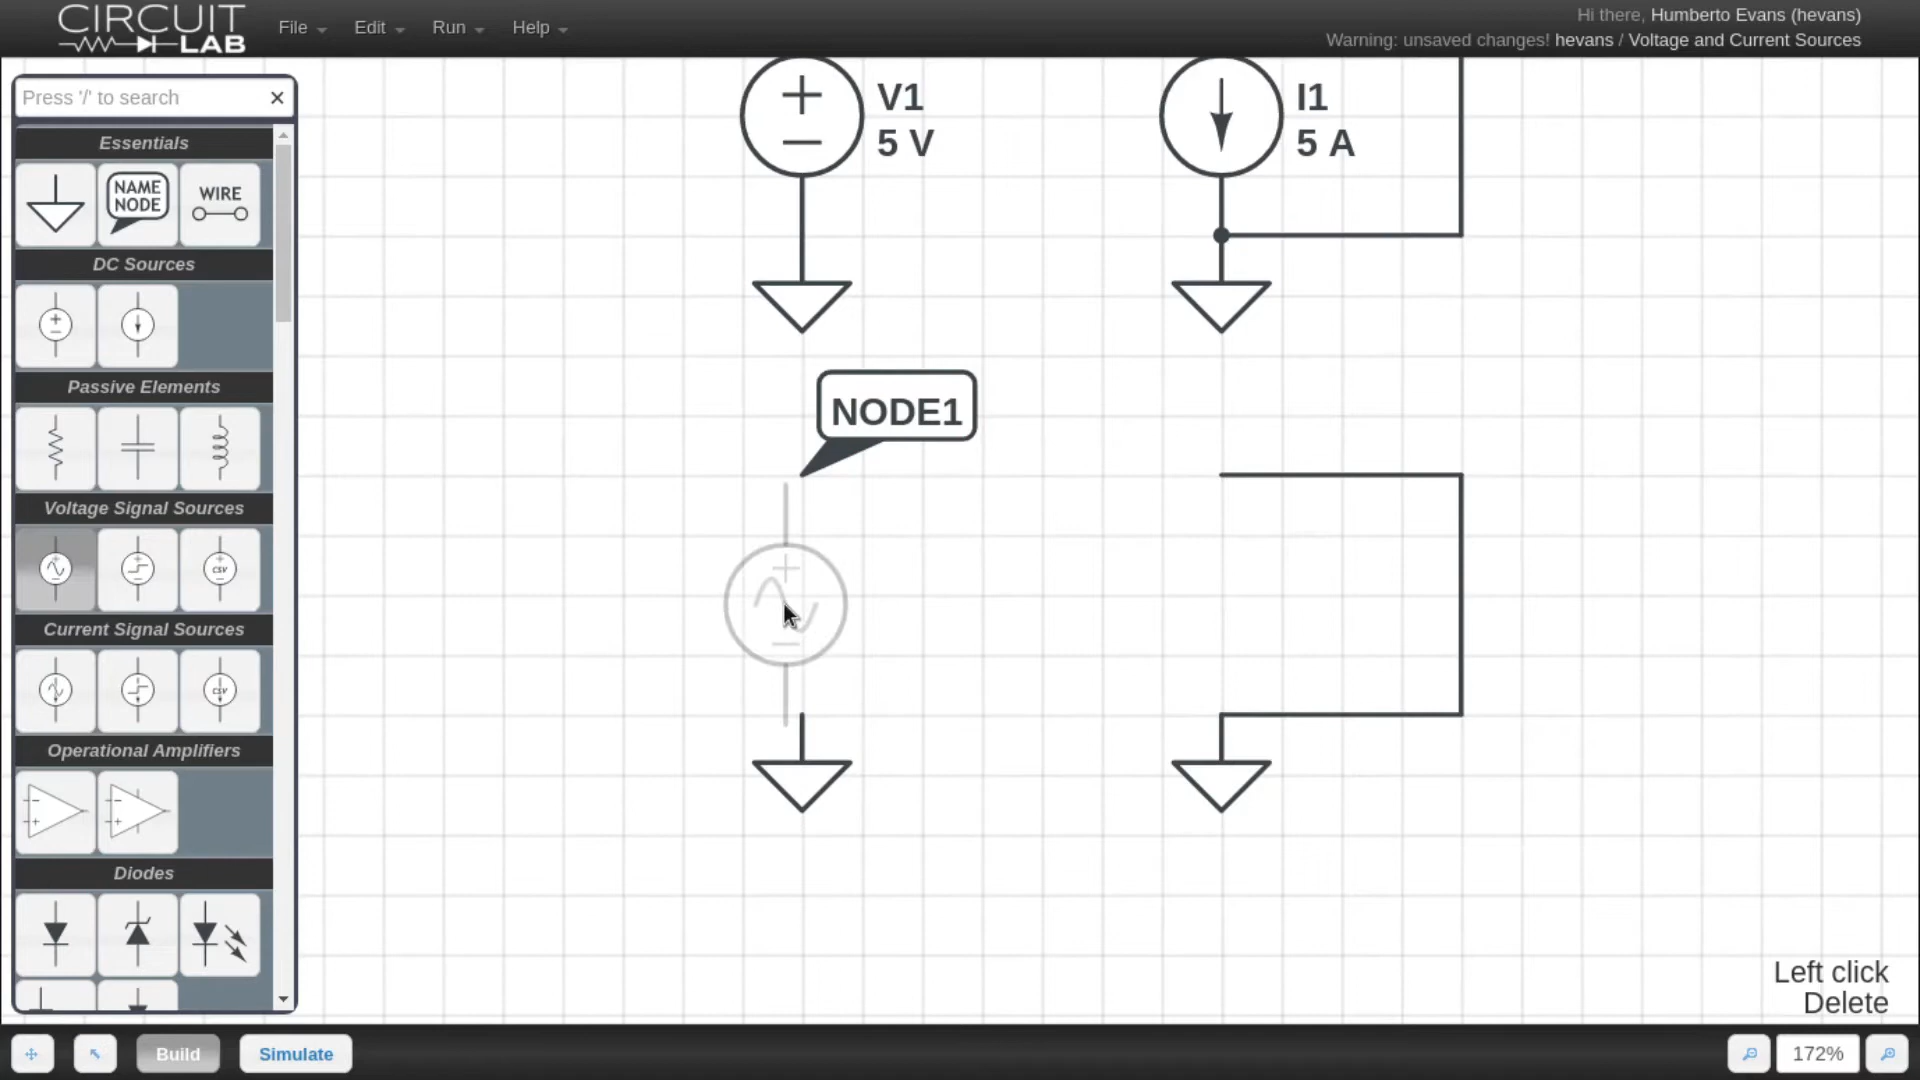 CIRCUIT
LAB
File
Edit
Run
Help
Hi there, Humberto Evans (hevans)
Warning: unsaved changes! hevans / Voltage and Current Sources
Press '/' to search
Essentials
NAME
NODE
WIRE
DC Sources
Passive Elements
Voltage Signal Sources
CSV
Current Signal Sources
CSV
Operational Amplifiers
Diodes
V1
5 V
I1
5 A
NODE1
Left click
Delete
Build
Simulate
172%